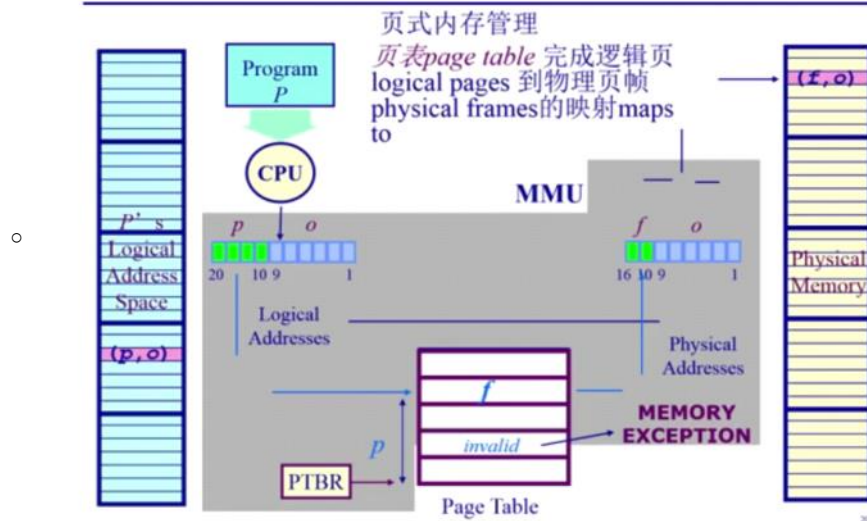 页式内存管理
页表page table 完成逻辑页
logical pages 到物理页帧
physical frames的映射maps
to
Program
P
CPU
MMU
(f,o)
P's
Logical
Address
Space
(p,o)
p o
20 10 9 1
f o
16 10 9 1
Logical
Addresses
Physical
Addresses
Physical
Memory
f
p
invalid
MEMORY
EXCEPTION
PTBR
Page Table